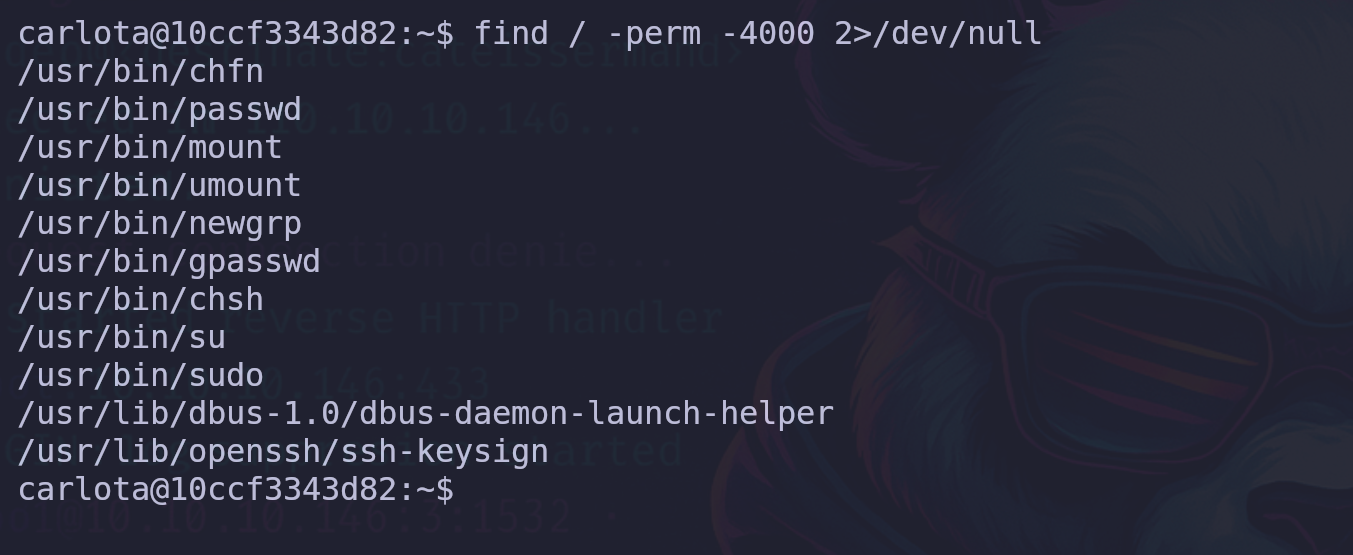 carlota@10ccf3343d82:~$ find / -perm -4000 2>/dev/null
/usr/bin/chfn
/usr/bin/passwd
/usr/bin/mount
/usr/bin/umount
/usr/bin/newgrp
/usr/bin/gpasswd
/usr/bin/chsh
/usr/bin/su
/usr/bin/sudo
/usr/lib/dbus-1.0/dbus-daemon-launch-helper
/usr/lib/openssh/ssh-keysign
carlota@10ccf3343d82:~$